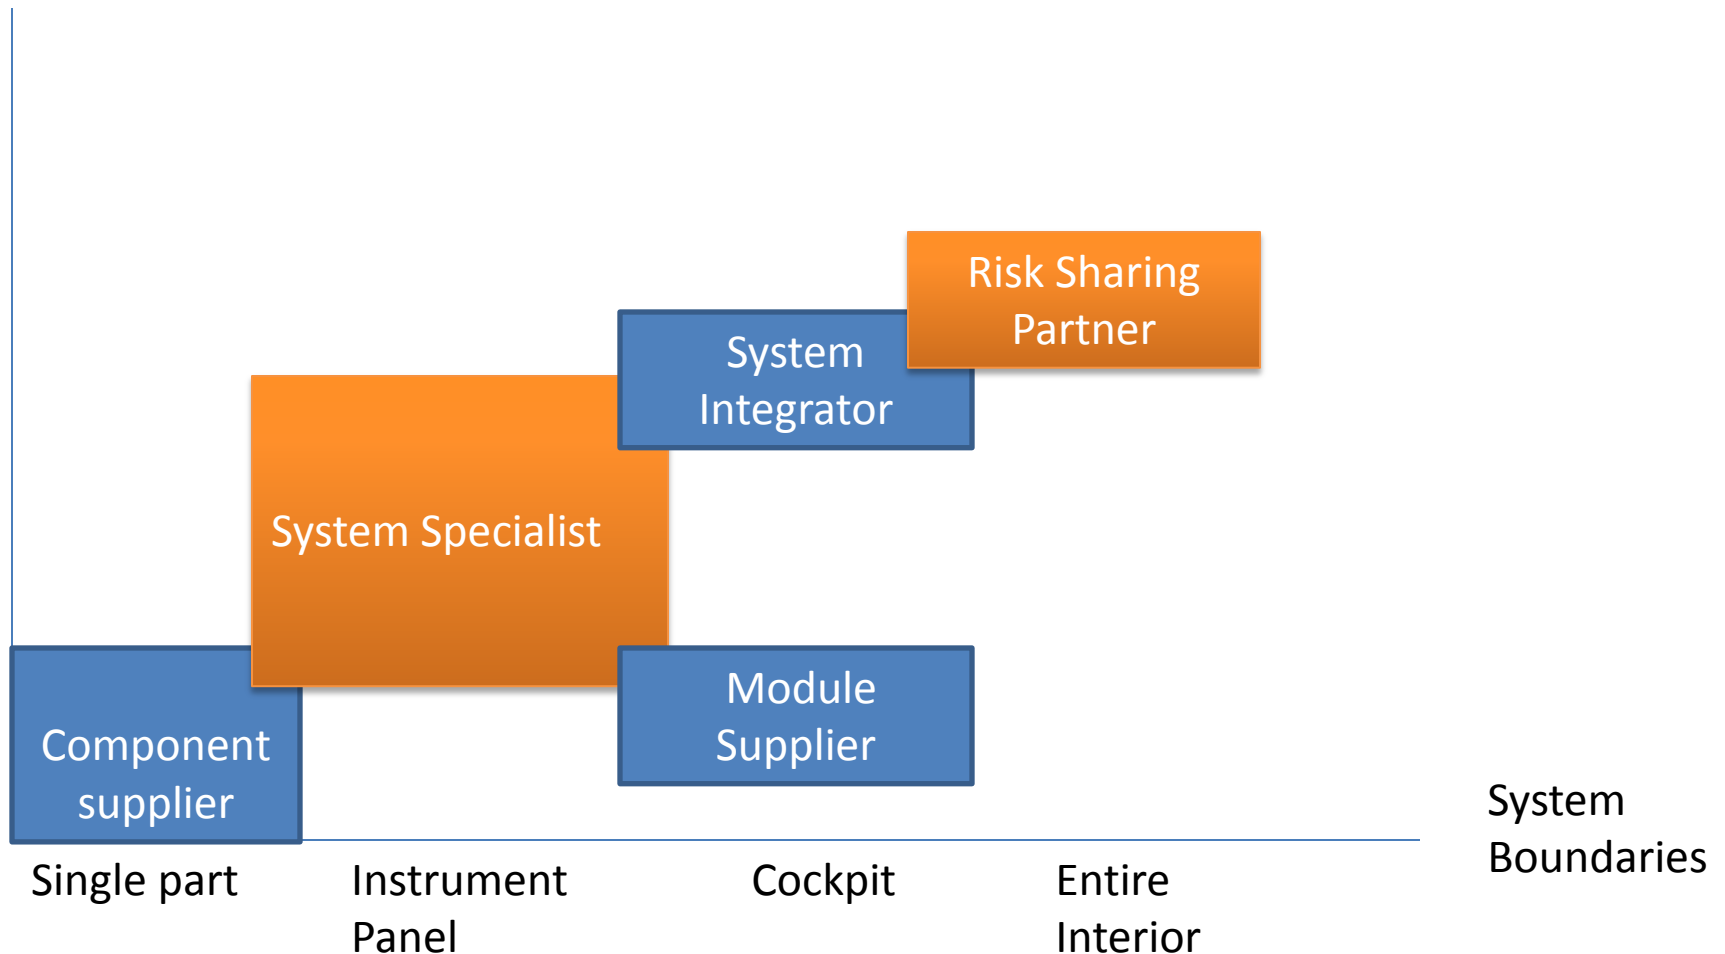 Risk Sharing
Partner
System
Integrator
System Specialist
Module
Supplier
Component
supplier
System
Boundaries
Single part
Instrument
Panel
Cockpit
Entire
Interior